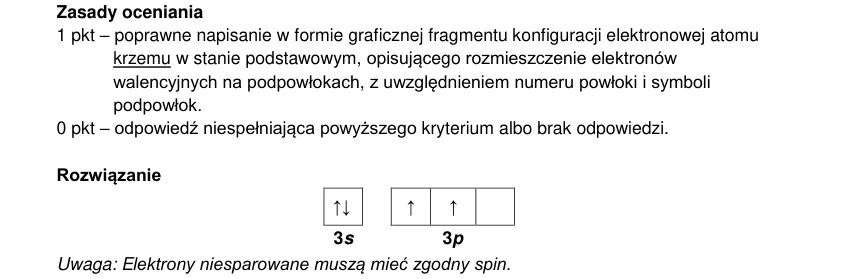 Zasady oceniania
1 pkt – poprawne napisanie w formie graficznej fragmentu konfiguracji elektronowej atomu
krzemu w stanie podstawowym, opisującego rozmieszczenie elektronów
walencyjnych na podpowłokach, z uwzględnieniem numeru powłoki i symboli
podpowłok.
0 pkt – odpowiedź niespełniająca powyższego kryterium albo brak odpowiedzi.
Rozwiązanie
↑↓ ↑ ↑
3s 3p
Uwaga: Elektrony niesparowane muszą mieć zgodny spin.